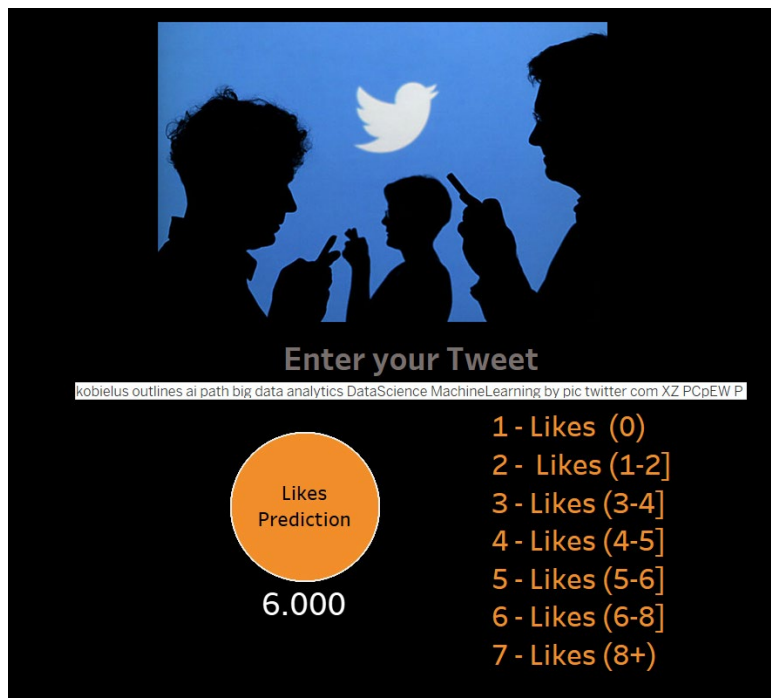 Enter your Tweet
kobielus outlines ai path big data analytics DataScience MachineLearning by pic twitter com XZ PCpEW P
Likes
Prediction
6.000
1 - Likes (0)
2 - Likes (1-2]
3 - Likes (3-4]
4 - Likes (4-5]
5 - Likes (5-6]
6 - Likes (6-8]
7 - Likes (8+)